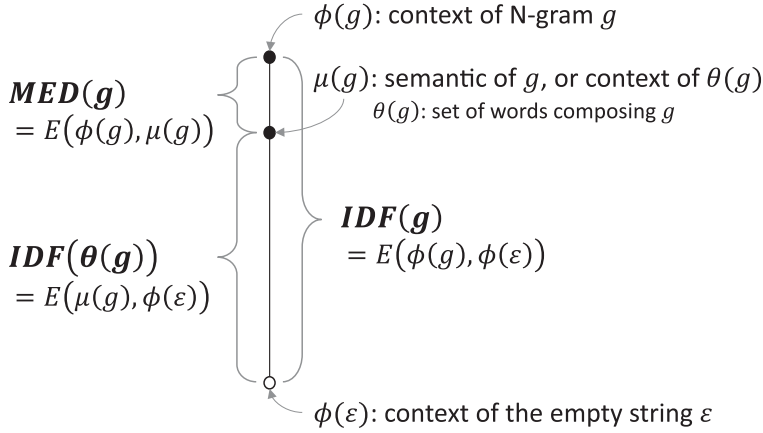 ϕ(g): context of N-gram g
μ(g): semantic of g, or context of θ(g)
θ(g): set of words composing g
MED(g)
= E(ϕ(g), μ(g))
IDF(g)
= E(ϕ(g), ϕ(ε))
IDF(θ(g))
= E(μ(g), ϕ(ε))
ϕ(ε): context of the empty string ε